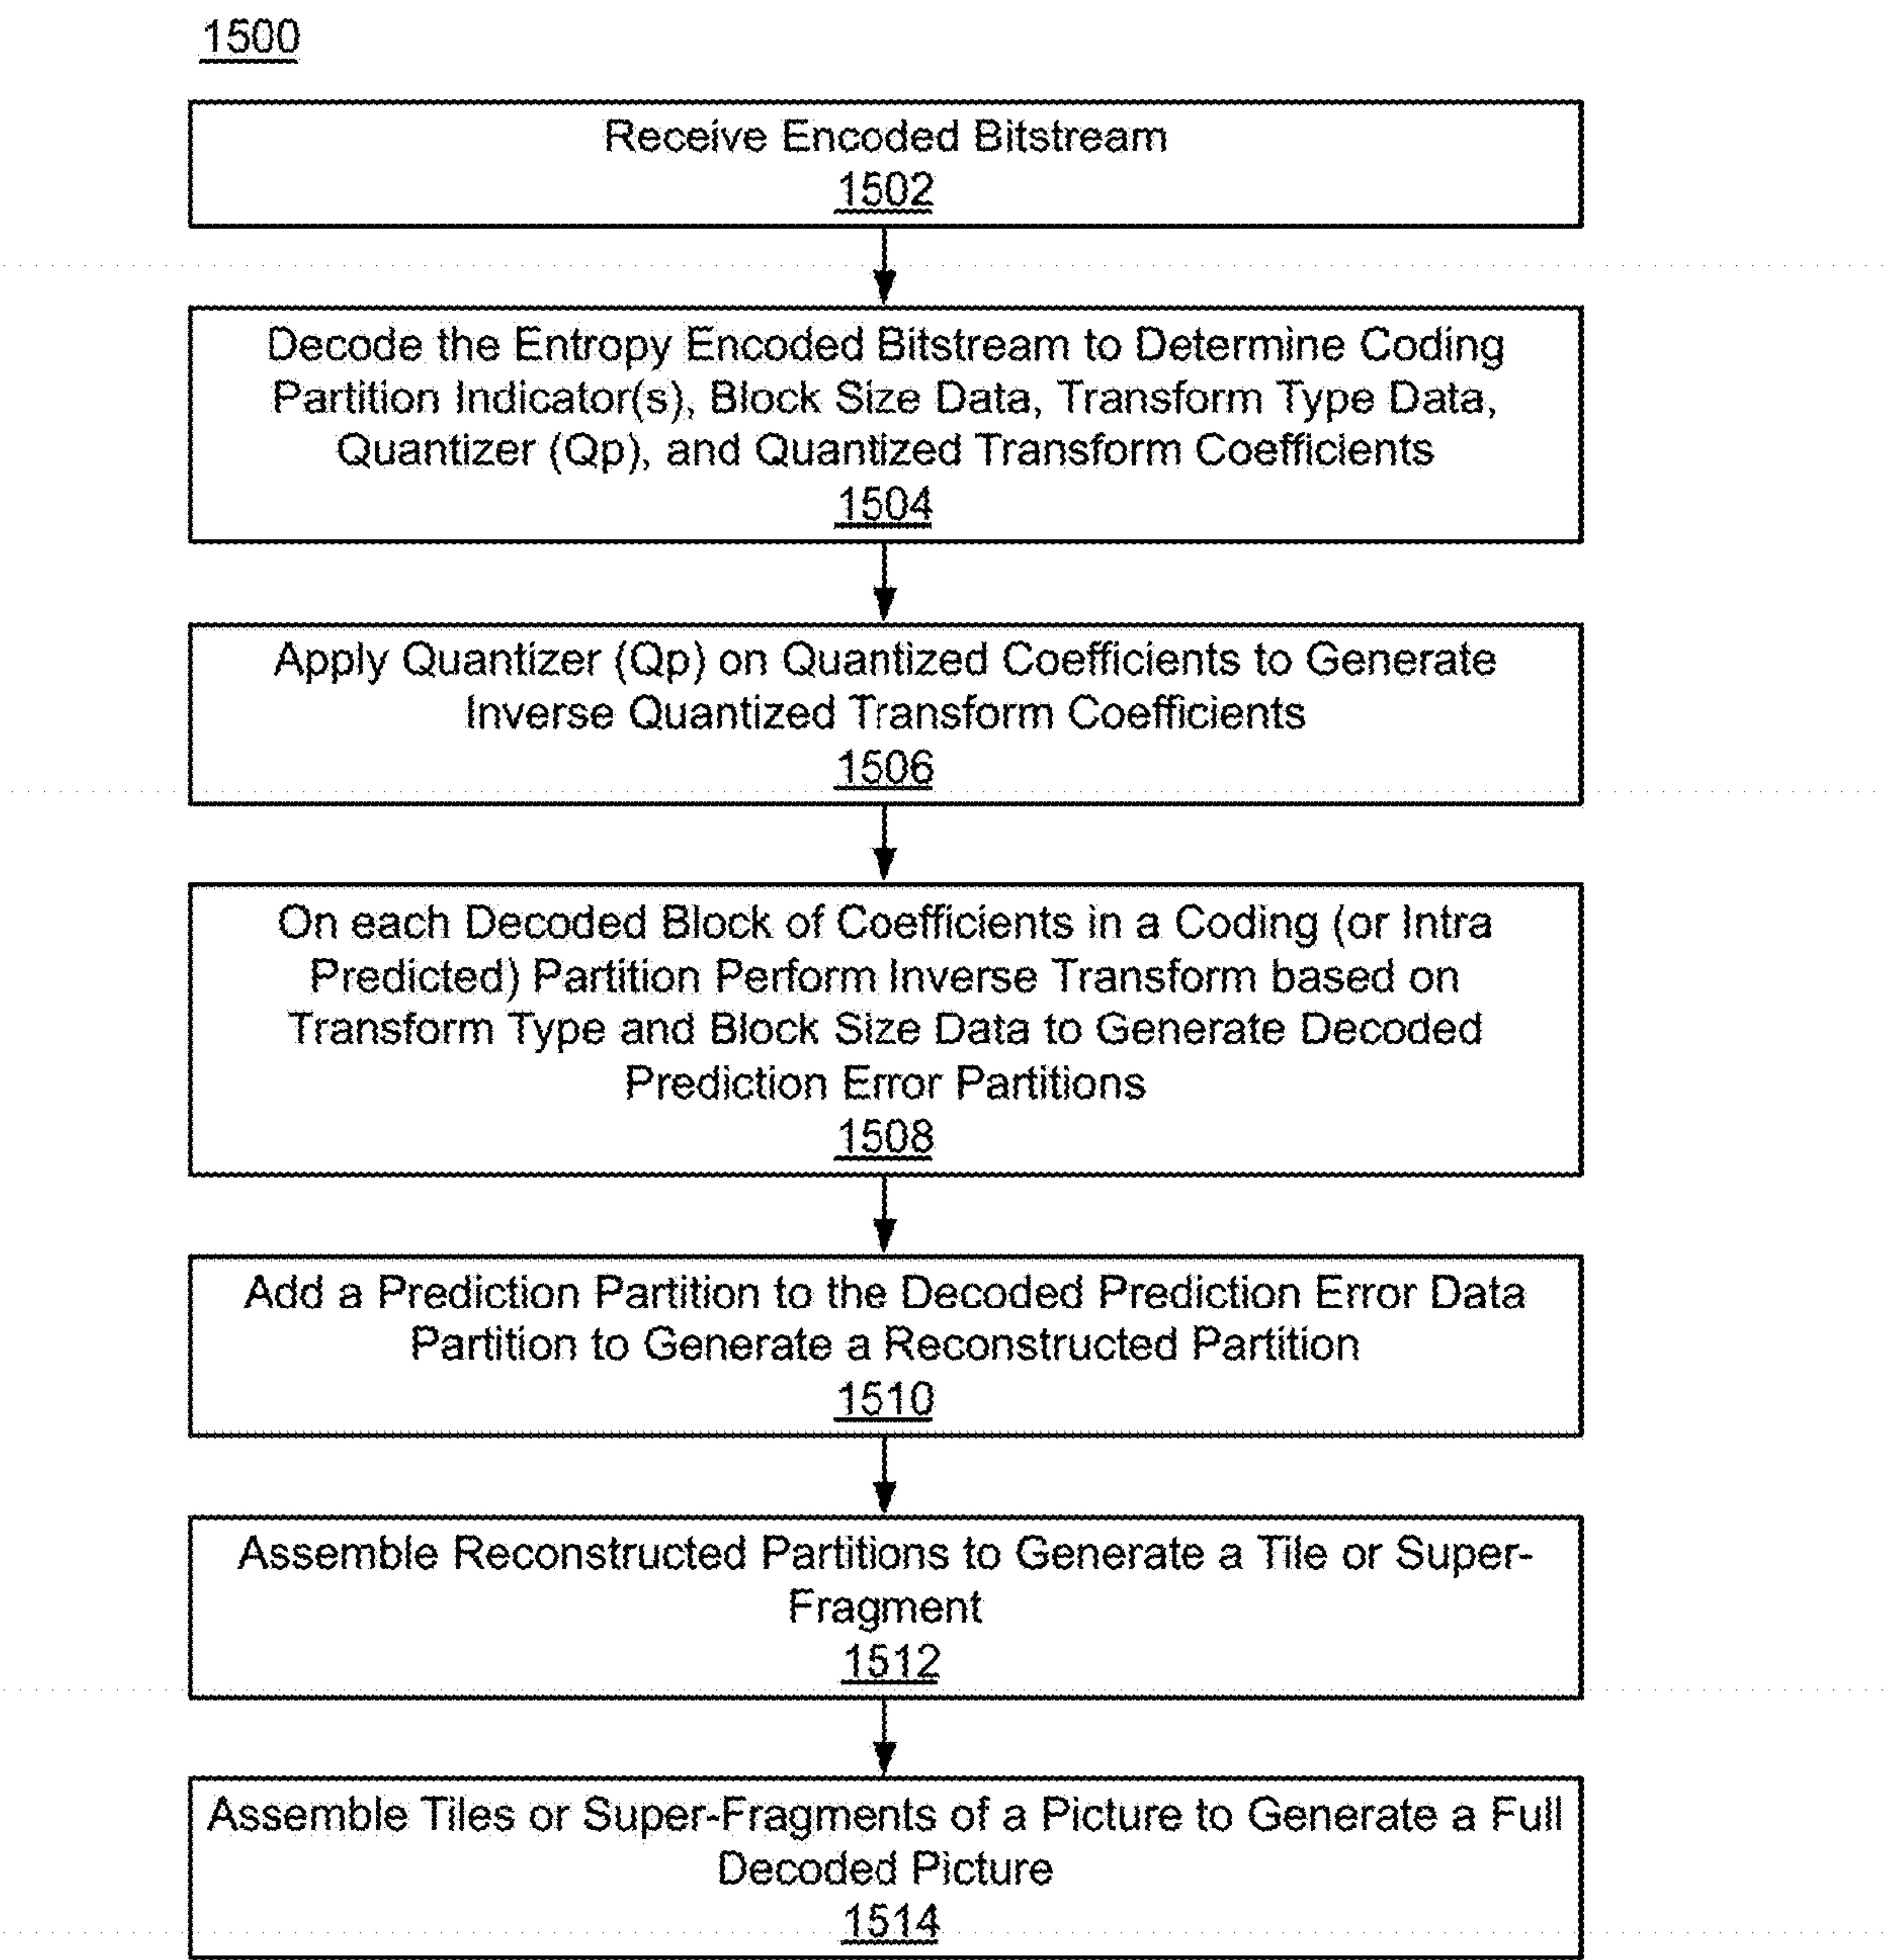 1500
Receive Encoded Bitstream
1502
Decode the Entropy Encoded Bitstream to Determine Coding
Partition Indicator(s), Block Size Data, Transform Type Data,
Quantizer (Qp), and Quantized Transform Coefficients
1504
Apply Quantizer (Qp) on Quantized Coefficients to Generate
Inverse Quantized Transform Coefficients
1506
On each Decoded Block of Coefficients in a Coding (or Intra
Predicted) Partition Perform Inverse Transform based on
Transform Type and Block Size Data to Generate Decoded
Prediction Error Partitions
1508
Add a Prediction Partition to the Decoded Prediction Error Data
Partition to Generate a Reconstructed Partition
1510
Assemble Reconstructed Partitions to Generate a Tile or Super-
Fragment
1512
Assemble Tiles or Super-Fragments of a Picture to Generate a Full
Decoded Picture
1514